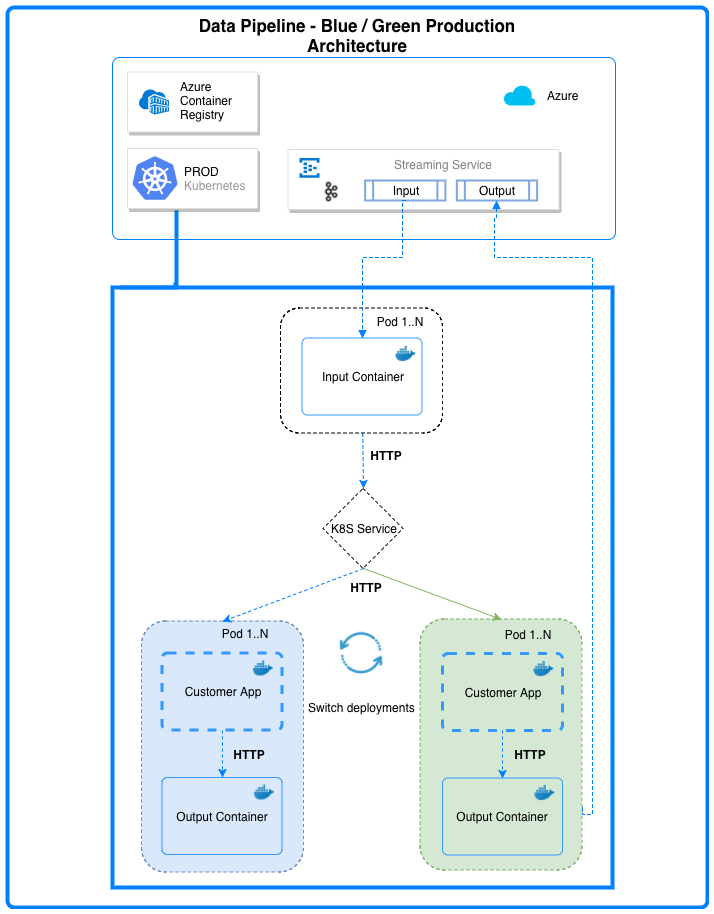 Data Pipeline - Blue / Green Production
Architecture
Azure
Container
Registry
Azure
PROD
Kubernetes
Streaming Service
Input
Output
Pod 1..N
Input Container
HTTP
K8S Service
HTTP
Pod 1..N
Customer App
HTTP
Output Container
Switch deployments
Pod 1..N
Customer App
HTTP
Output Container